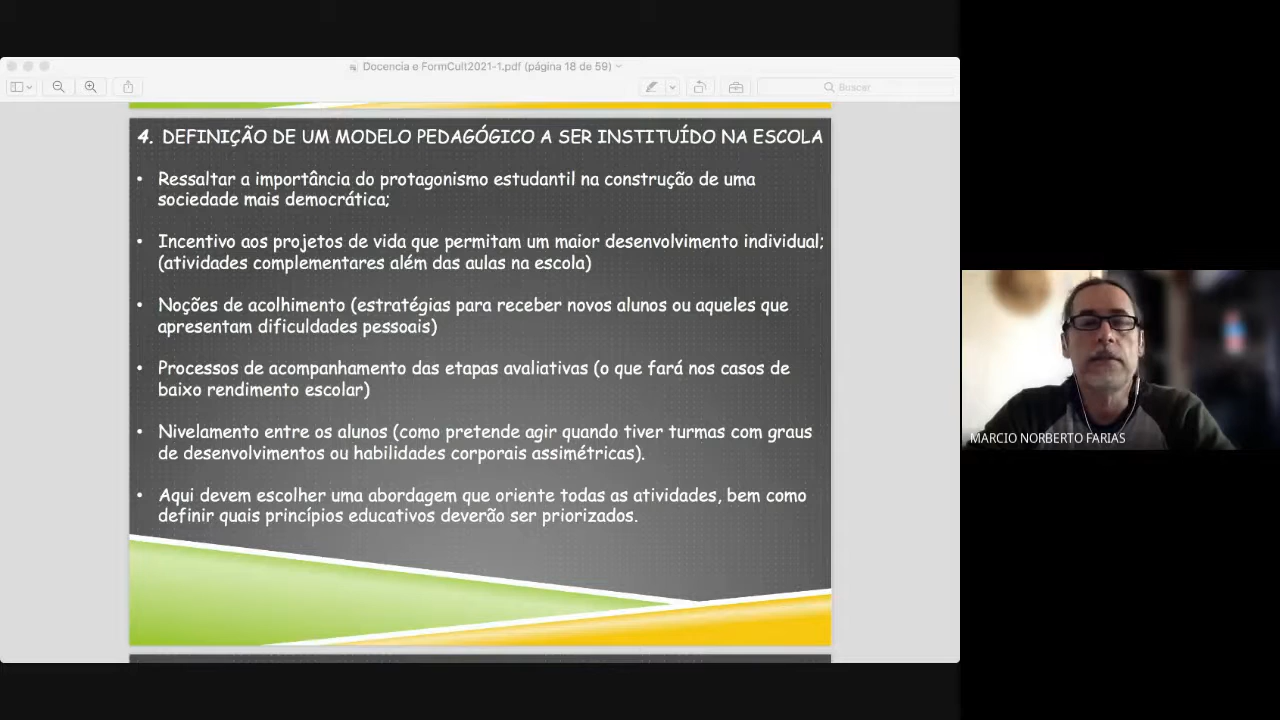 Docencia e FormCult2021-1.pdf (página 18 de 59)
Buscar
4. DEFINIÇÃO DE UM MODELO PEDAGÓGICO A SER INSTITUÍDO NA ESCOLA
• Ressaltar a importância do protagonismo estudantil na construção de uma
sociedade mais democrática;
• Incentivo aos projetos de vida que permitam um maior desenvolvimento individual;
(atividades complementares além das aulas na escola)
• Noções de acolhimento (estratégias para receber novos alunos ou aqueles que
apresentam dificuldades pessoais)
• Processos de acompanhamento das etapas avaliativas (o que fará nos casos de
baixo rendimento escolar)
• Nivelamento entre os alunos (como pretende agir quando tiver turmas com graus
de desenvolvimentos ou habilidades corporais assimétricas).
• Aqui devem escolher uma abordagem que oriente todas as atividades, bem como
definir quais princípios educativos deverão ser priorizados.
MARCIO NORBERTO FARIAS